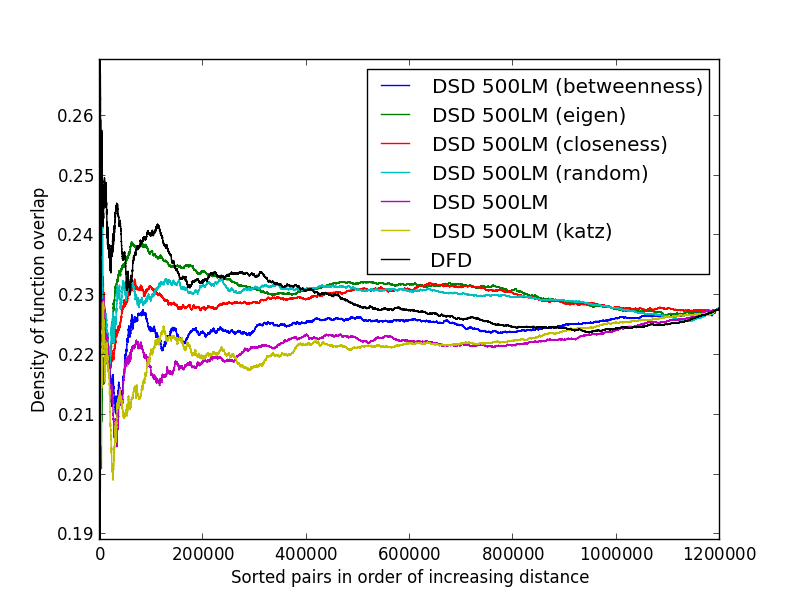 DSD 500LM (betweenness)
DSD 500LM (eigen)
DSD 500LM (closeness)
DSD 500LM (random)
DSD 500LM
DSD 500LM (katz)
DFD
Density of function overlap
0.26
0.25
0.24
0.23
0.22
0.21
0.20
0.19
0 200000 400000 600000 800000 1000000 1200000
Sorted pairs in order of increasing distance